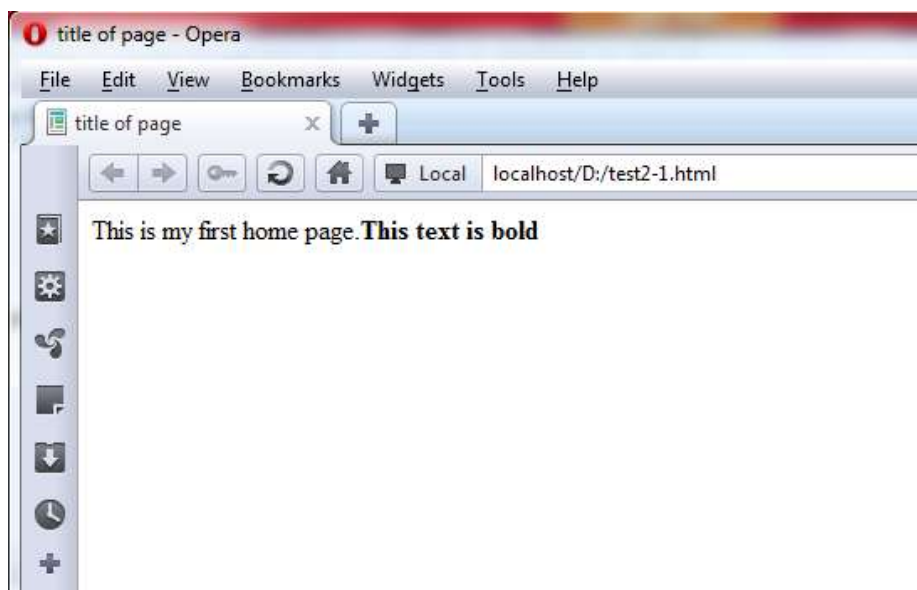 title of page - Opera
File Edit View Bookmarks Widgets Tools Help
title of page
Local localhost/D:/test2-1.html
This is my first home page.This text is bold